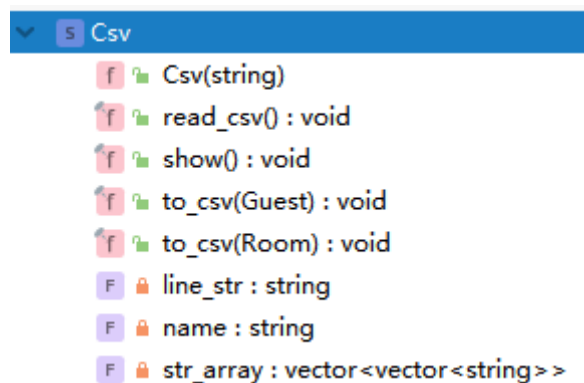 S Csv
f Csv(string)
f read_csv() : void
f show() : void
f to_csv(Guest) : void
f to_csv(Room) : void
F line_str : string
F name : string
F str_array : vector<vector<string>>